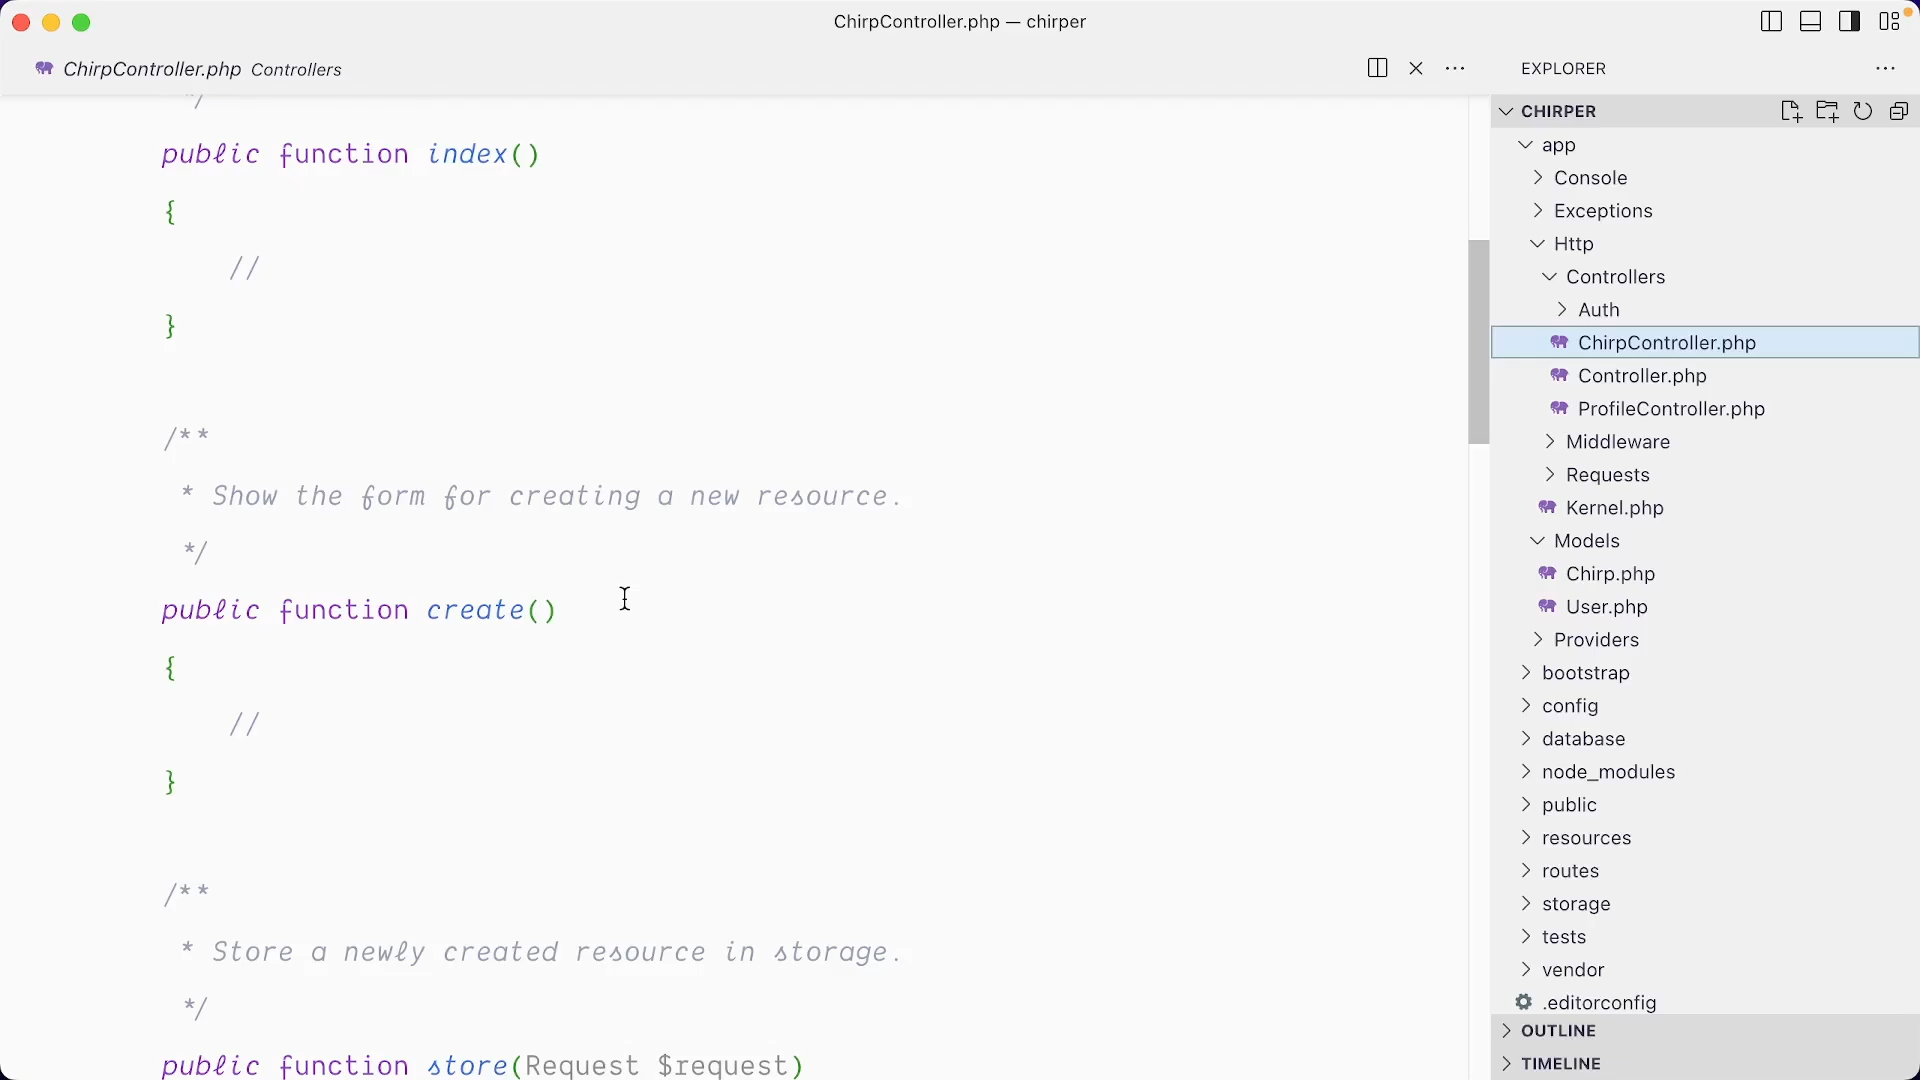 ChirpController.php — chirper
ChirpController.php Controllers
*/
public function index()
{
//
}
/**
* Show the form for creating a new resource.
*/
public function create()
{
//
}
/**
* Store a newly created resource in storage.
*/
public function store(Request $request)
EXPLORER
CHIRPER
app
Console
Exceptions
Http
Controllers
Auth
ChirpController.php
Controller.php
ProfileController.php
Middleware
Requests
Kernel.php
Models
Chirp.php
User.php
Providers
bootstrap
config
database
node_modules
public
resources
routes
storage
tests
vendor
.editorconfig
OUTLINE
TIMELINE